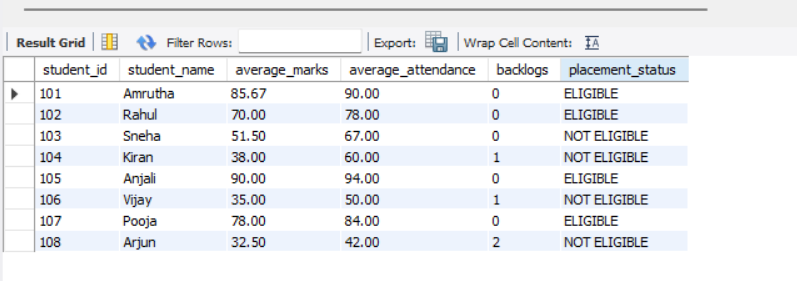 Result Grid Filter Rows: Export: Wrap Cell Content: IA
student_id student_name average_marks average_attendance backlogs placement_status
101 Amrutha 85.67 90.00 0 ELIGIBLE
102 Rahul 70.00 78.00 0 ELIGIBLE
103 Sneha 51.50 67.00 0 NOT ELIGIBLE
104 Kiran 38.00 60.00 1 NOT ELIGIBLE
105 Anjali 90.00 94.00 0 ELIGIBLE
106 Vijay 35.00 50.00 1 NOT ELIGIBLE
107 Pooja 78.00 84.00 0 ELIGIBLE
108 Arjun 32.50 42.00 2 NOT ELIGIBLE